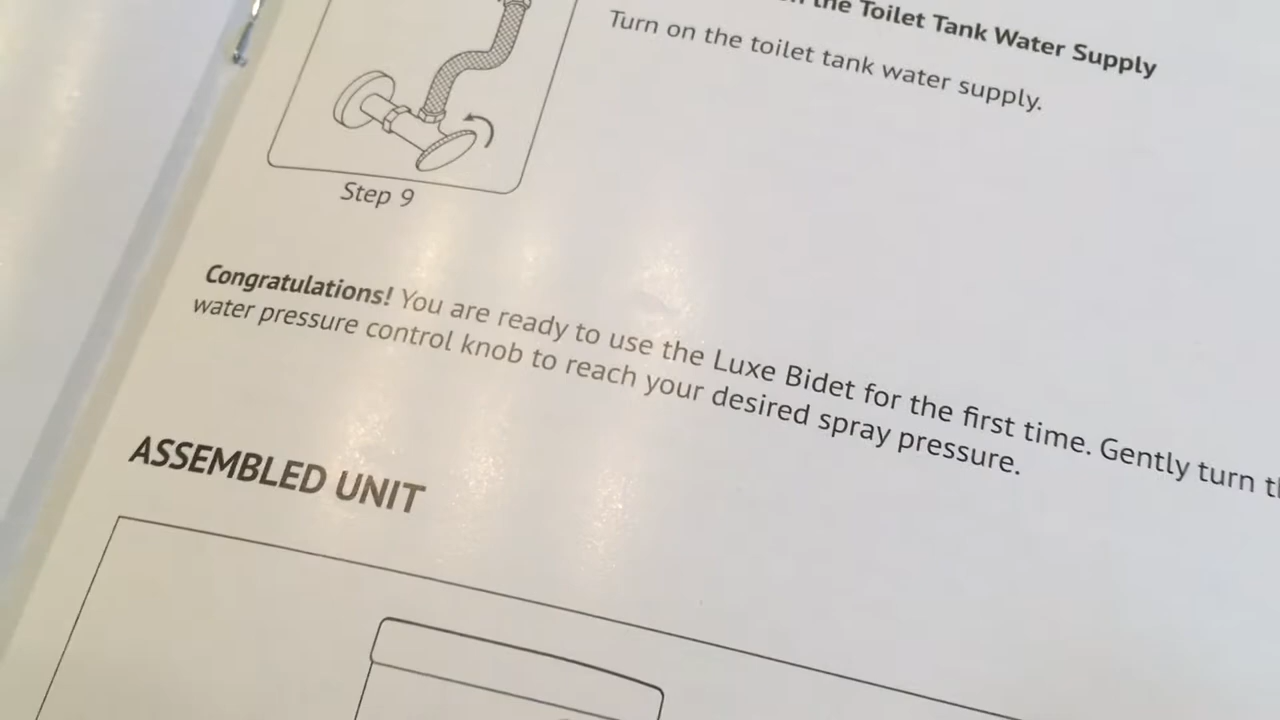 the Toilet Tank Water Supply
Turn on the toilet tank water supply.
Step 9
Congratulations! You are ready to use the Luxe Bidet for the first time. Gently turn
water pressure control knob to reach your desired spray pressure.
ASSEMBLED UNIT